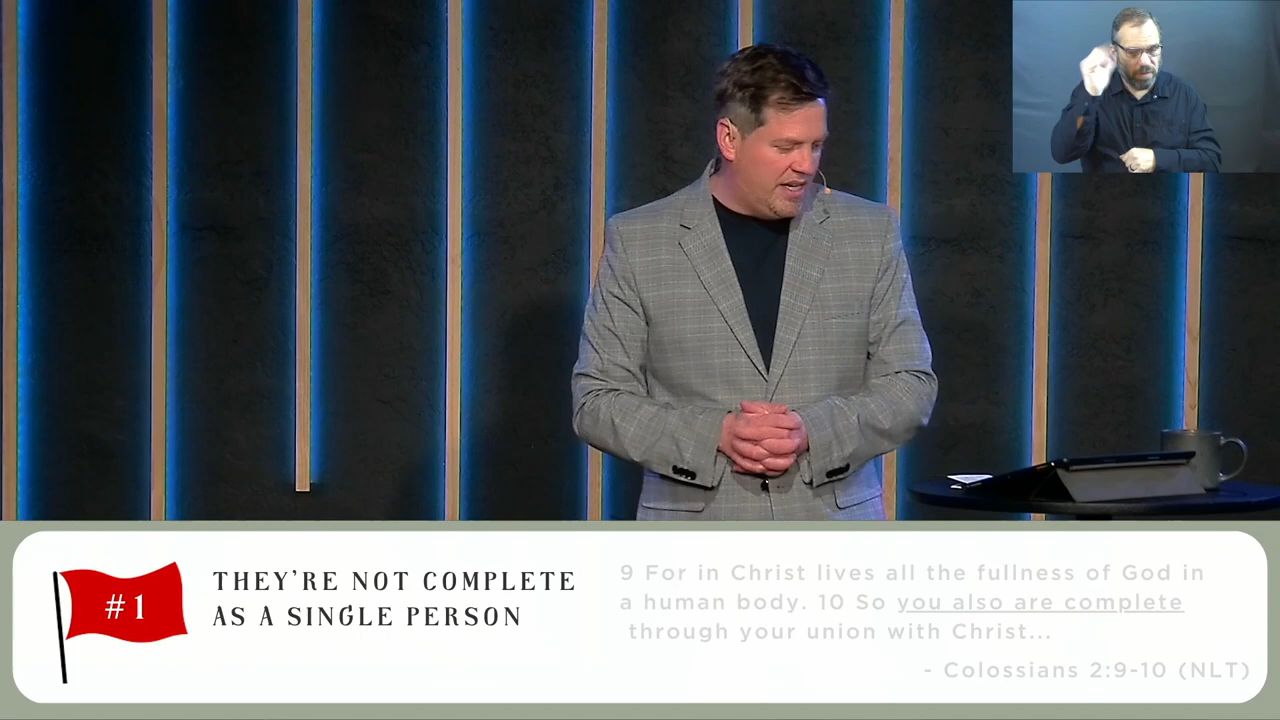 #1
THEY'RE NOT COMPLETE
AS A SINGLE PERSON
9 For in Christ lives all the fullness of God in
a human body 10 So you also are complete
through your union with Christ...
- Colossians 2:9-10 (NLT)